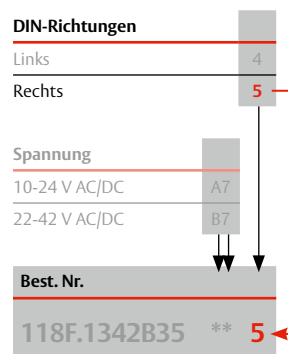 DIN-Richtungen
Links 4
Rechts 5
Spannung
10-24 V AC/DC A7
22-42 V AC/DC B7
Best. Nr.
118F.1342B35 ** 5